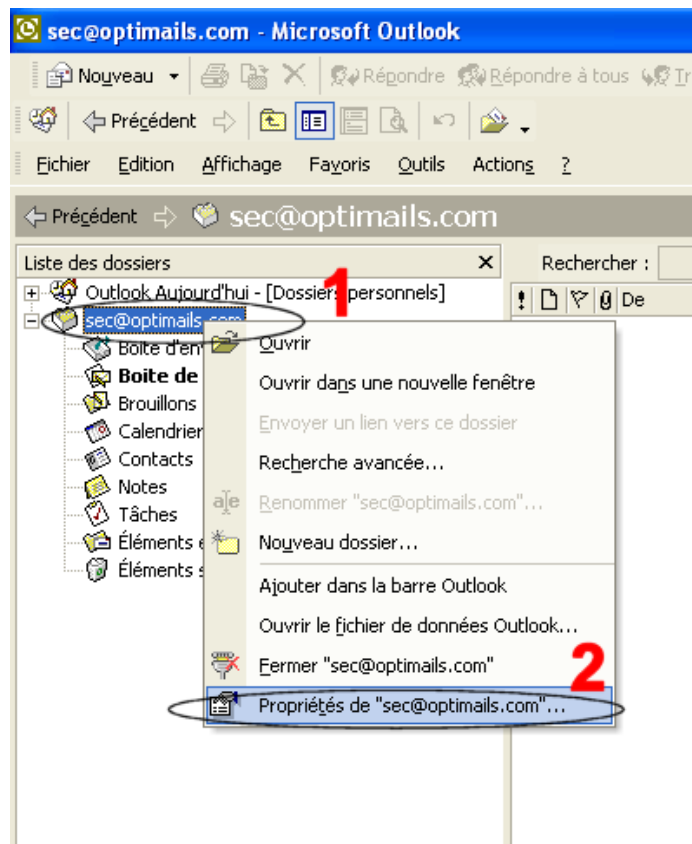 sec@optimails.com - Microsoft Outlook
Nouveau Répondre Répondre à tous Tr
Précédent
Fichier Edition Affichage Favoris Outils Actions ?
Précédent sec@optimails.com
Liste des dossiers Rechercher :
Outlook Aujourd'hui - [Dossiers personnels] 1 De
sec@optimails.com
Boîte d'en
Boite de
Brouillons
Calendrier
Contacts
Notes
Tâches
Éléments e
Éléments s
Ouvrir
Ouvrir dans une nouvelle fenêtre
Envoyer un lien vers ce dossier
Recherche avancée...
Renommer "sec@optimails.com"...
Nouveau dossier...
Ajouter dans la barre Outlook
Ouvrir le fichier de données Outlook...
Fermer "sec@optimails.com"
2
Propriétés de "sec@optimails.com"...